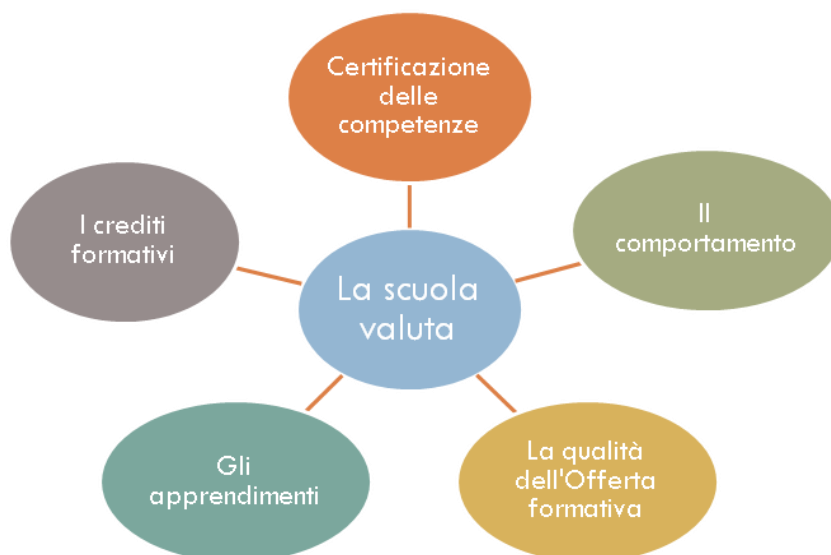 Certificazione
delle
competenze
I crediti
formativi
Il
comportamento
La scuola
valuta
Gli
apprendimenti
La qualità
dell'Offerta
formativa